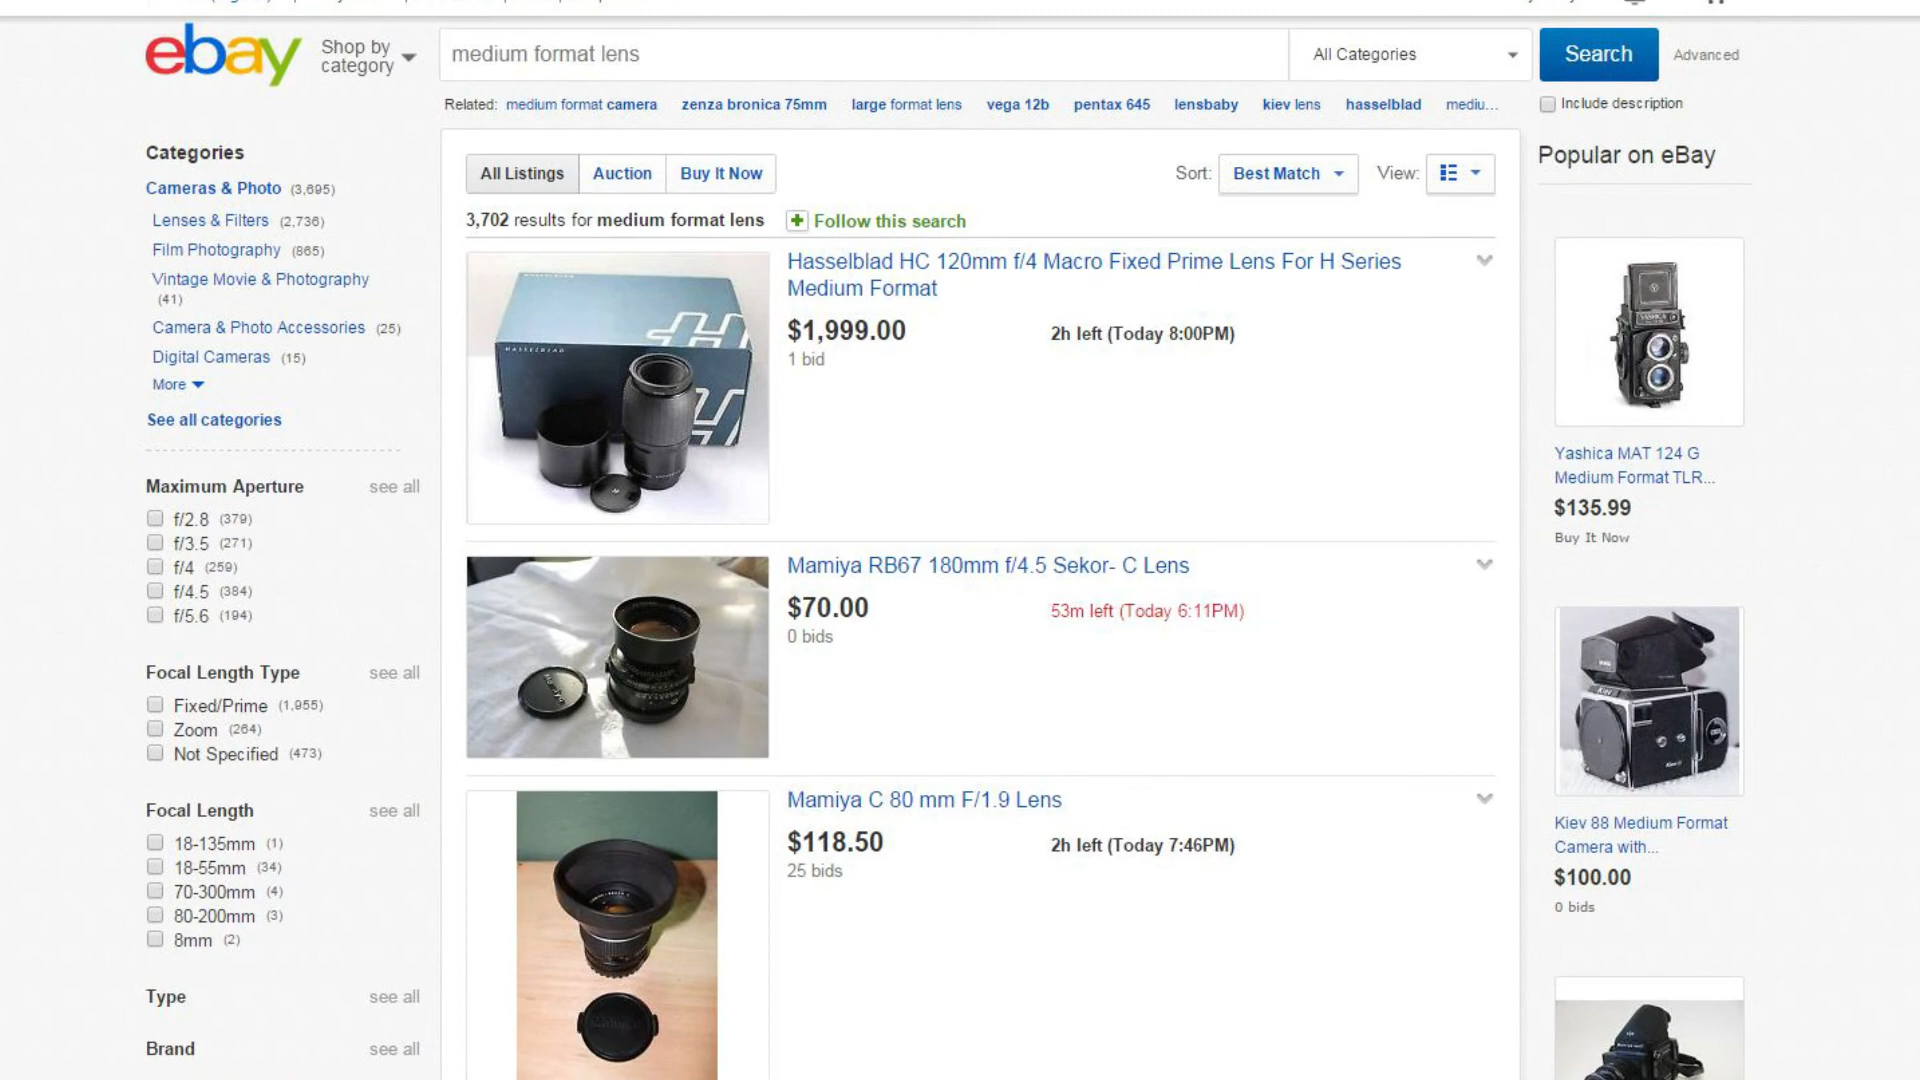 ebay
Shop by category
medium format lens
All Categories
Search
Advanced
Related: medium format camera zenza bronica 75mm large format lens vega 12b pentax 645 lensbaby kiev lens hasselblad mediu...
Include description
Categories
Cameras & Photo (3,695)
Lenses & Filters (2,736)
Film Photography (865)
Vintage Movie & Photography
(41)
Camera & Photo Accessories (25)
Digital Cameras (15)
More
See all categories
Maximum Aperture see all
f/2.8 (379)
f/3.5 (271)
f/4 (259)
f/4.5 (384)
f/5.6 (194)
Focal Length Type see all
Fixed/Prime (1,955)
Zoom (264)
Not Specified (473)
Focal Length see all
18-135mm (1)
18-55mm (34)
70-300mm (4)
80-200mm (3)
8mm (2)
Type see all
Brand see all
All Listings Auction Buy It Now
Sort: Best Match View:
3,702 results for medium format lens Follow this search
HASSELBLAD
Hasselblad HC 120mm f/4 Macro Fixed Prime Lens For H Series
Medium Format
$1,999.00 2h left (Today 8:00PM)
1 bid
Mamiya
Mamiya RB67 180mm f/4.5 Sekor- C Lens
$70.00 53m left (Today 6:11PM)
0 bids
Mamiya C 80 mm F/1.9 Lens
$118.50 2h left (Today 7:46PM)
25 bids
Popular on eBay
YASHICA
Yashica MAT 124 G
Medium Format TLR...
$135.99
Buy It Now
Kiev
Kiev 88 Medium Format
Camera with...
$100.00
0 bids